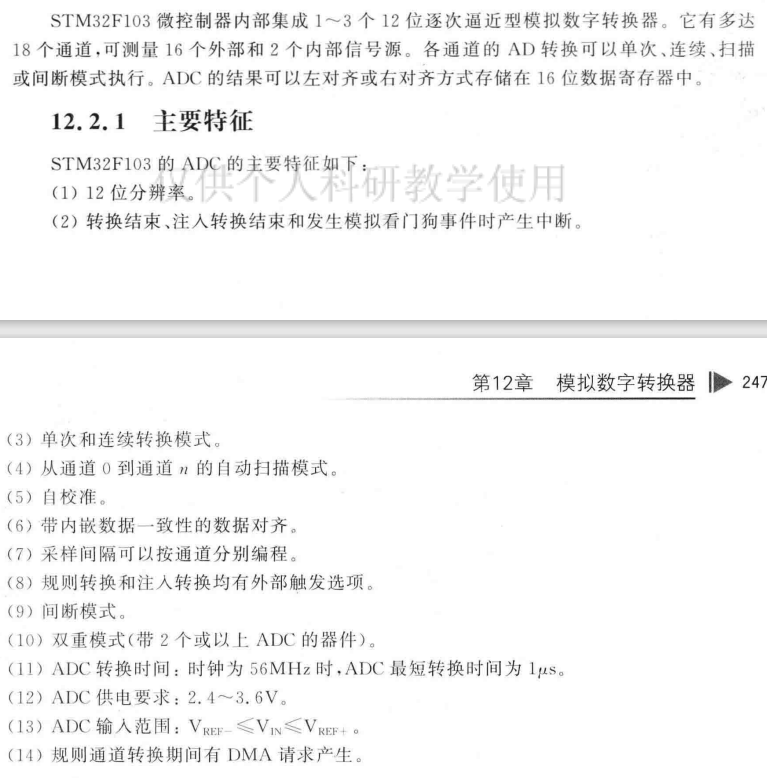 STM32F103 微控制器内部集成 1～3 个 12 位逐次逼近型模拟数字转换器。它有多达
18 个通道,可测量 16 个外部和 2 个内部信号源。各通道的 AD 转换可以单次、连续、扫描
或间断模式执行。ADC 的结果可以左对齐或右对齐方式存储在 16 位数据寄存器中。
12.2.1 主要特征
STM32F103 的 ADC 的主要特征如下：
仅供个人科研教学使用
(1) 12 位分辨率。
(2) 转换结束、注入转换结束和发生模拟看门狗事件时产生中断。
第12章 模拟数字转换器 247
(3) 单次和连续转换模式。
(4) 从通道 0 到通道 n 的自动扫描模式。
(5) 自校准。
(6) 带内嵌数据一致性的数据对齐。
(7) 采样间隔可以按通道分别编程。
(8) 规则转换和注入转换均有外部触发选项。
(9) 间断模式。
(10) 双重模式(带 2 个或以上 ADC 的器件)。
(11) ADC 转换时间：时钟为 56MHz 时,ADC 最短转换时间为 1μs。
(12) ADC 供电要求：2.4～3.6V。
(13) ADC 输入范围：VREF−≤VIN≤VREF+。
(14) 规则通道转换期间有 DMA 请求产生。